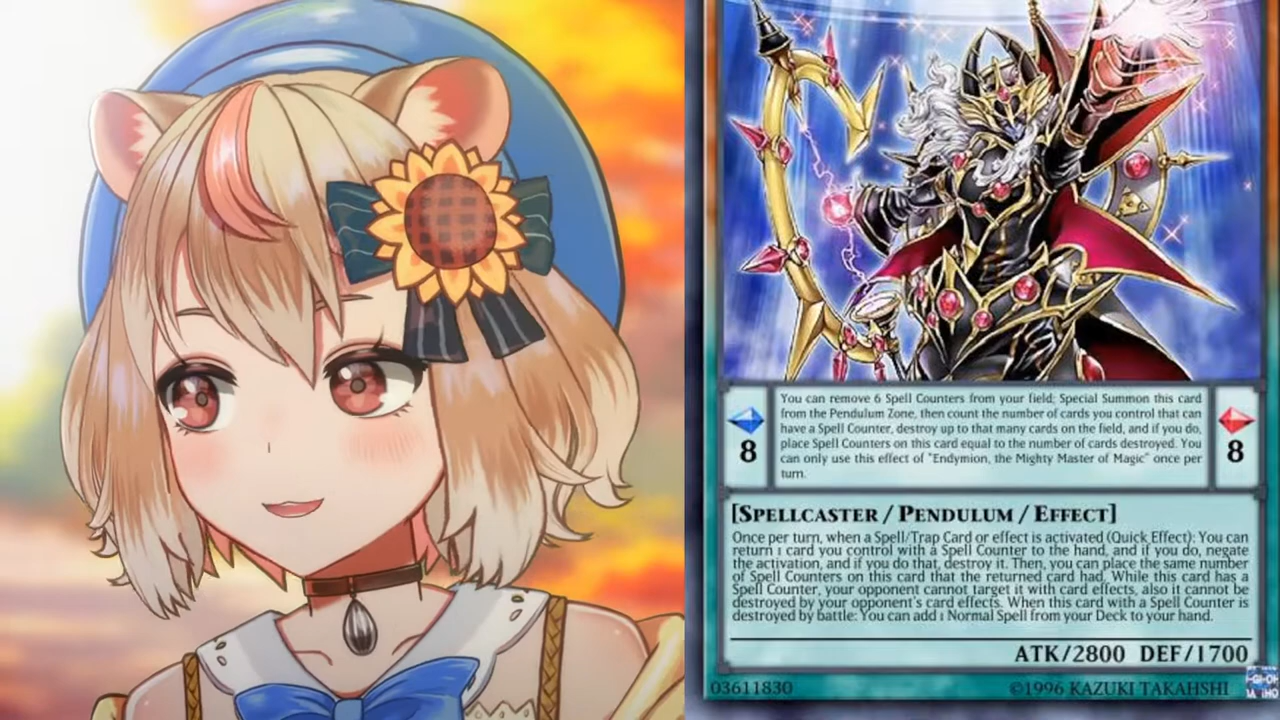 You can remove 6 Spell Counters from your field; Special Summon this card
from the Pendulum Zone, then count the number of cards you control that can
have a Spell Counter, destroy up to that many cards on the field, and if you do,
place Spell Counters on this card equal to the number of cards destroyed. You
can only use this effect of "Endymion, the Mighty Master of Magic" once per
turn.
8
8
[SPELLCASTER / PENDULUM / EFFECT]
Once per turn, when a Spell/Trap Card or effect is activated (Quick Effect): You can
return 1 card you control with a Spell Counter to the hand, and if you do, negate
the activation, and if you do that, destroy it. Then, you can place the same number
of Spell Counters on this card that the returned card had. While this card has a
Spell Counter, your opponent cannot target it with card effects, also it cannot be
destroyed by your opponent's card effects. When this card with a Spell Counter is
destroyed by battle: You can add 1 Normal Spell from your Deck to your hand.
ATK/2800 DEF/1700
03611830
©1996 KAZUKI TAKAHSHI